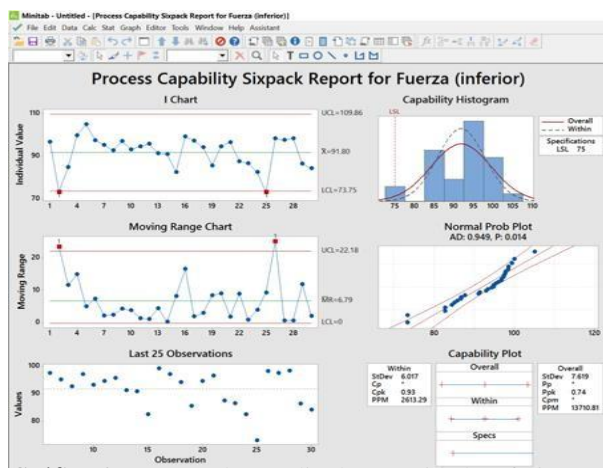 Minitab - Untitled - [Process Capability Sixpack Report for Fuerza (inferior)]
File Edit Data Calc Stat Graph Editor Tools Window Help Assistant
Process Capability Sixpack Report for Fuerza (inferior)
I Chart
Individual Value
110
90
70
UCL=109.86
X̄=91.80
LCL=73.75
1 4 7 10 13 16 19 22 25 28
Capability Histogram
LSL
Overall
Within
Specifications
LSL 75
75 80 85 90 95 100 105 110
Moving Range Chart
Moving Range
20
10
0
UCL=22.18
M̄R̄=6.79
LCL=0
1 4 7 10 13 16 19 22 25 28
Normal Prob Plot
AD: 0.949, P: 0.014
80 100 120
Last 25 Observations
Values
100
90
80
10 15 20 25 30
Observation
Capability Plot
Within
StDev 6.017
Cp *
Cpk 0.93
PPM 2613.29
Overall
Within
Specs
Overall
StDev 7.619
Pp *
Ppk 0.74
Cpm *
PPM 13710.81